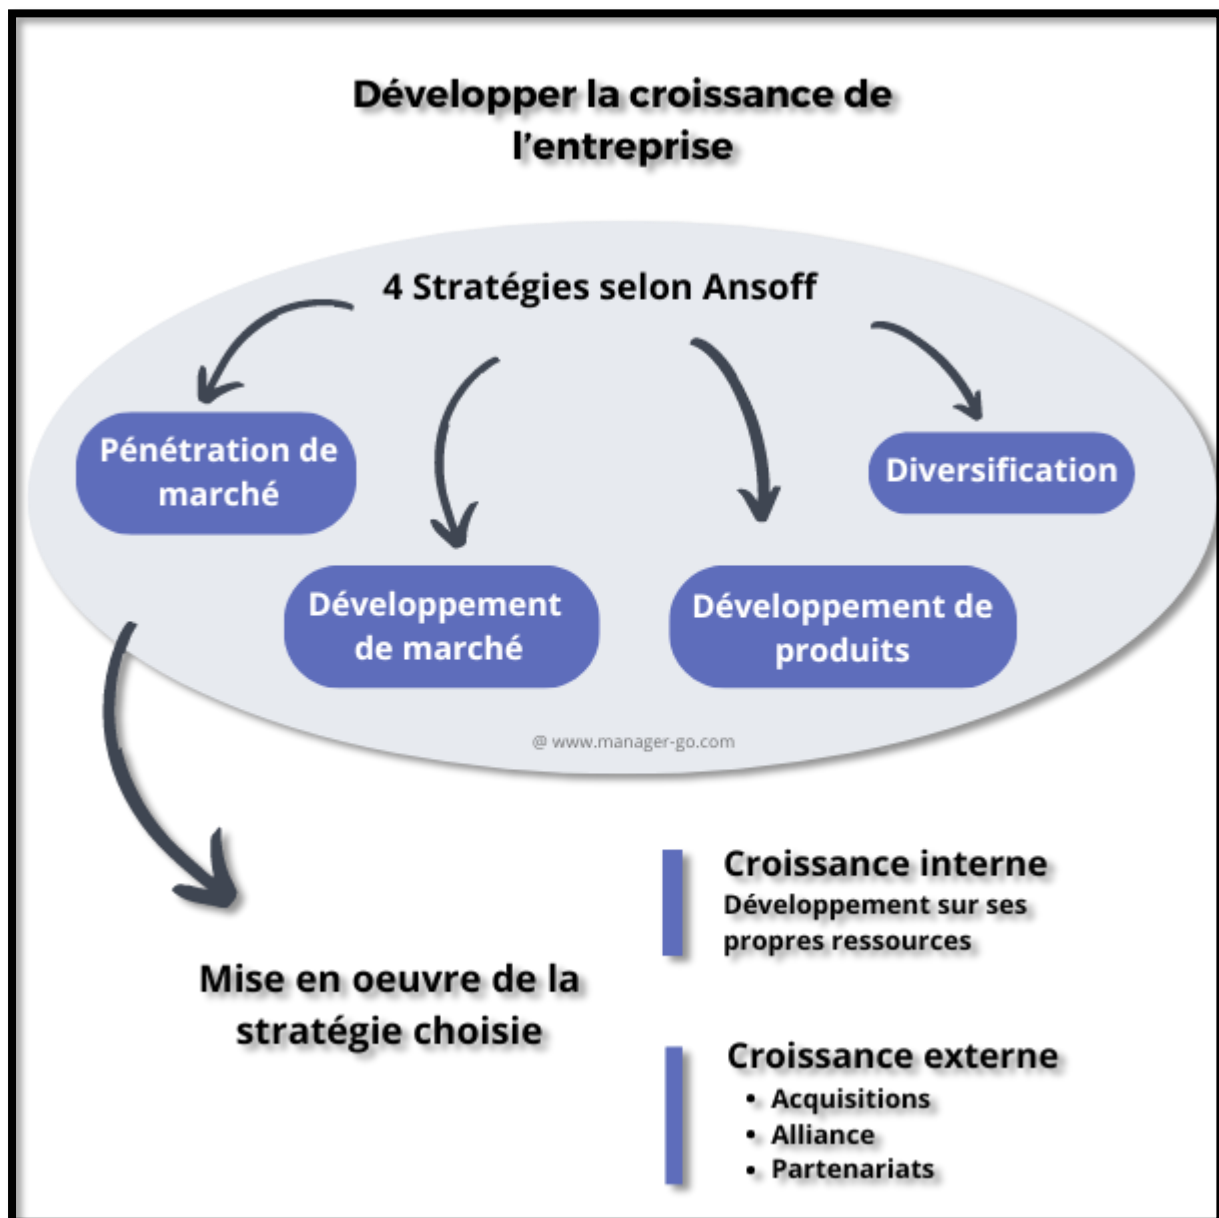 Développer la croissance de
l'entreprise
4 Stratégies selon Ansoff
Pénétration de
marché
Diversification
Développement
de marché
Développement de
produits
@ www.manager-go.com
Mise en oeuvre de la
stratégie choisie
Croissance interne
Développement sur ses
propres ressources
Croissance externe
• Acquisitions
• Alliance
• Partenariats